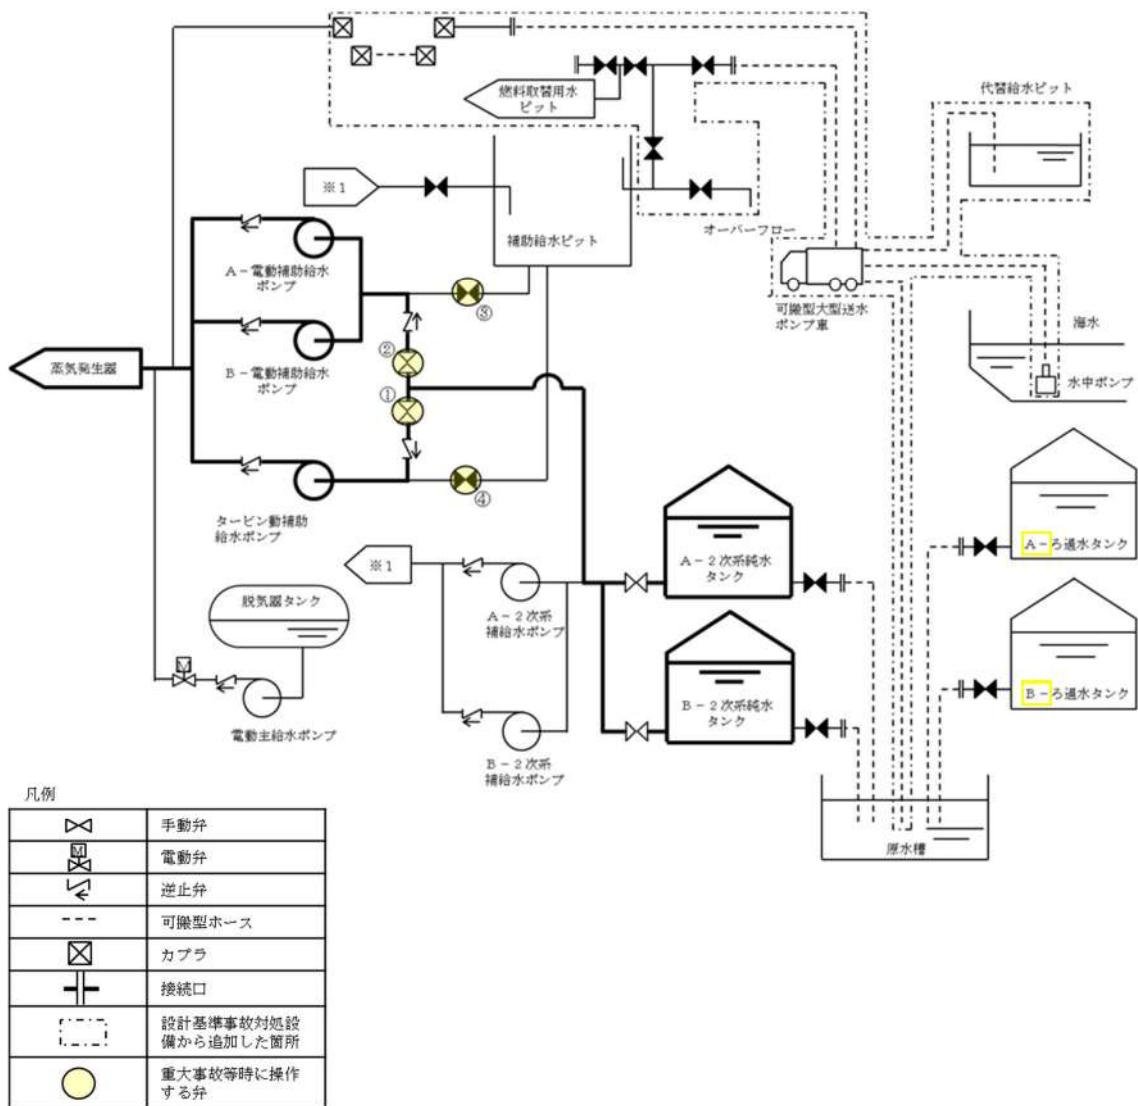 代替給水ピット
燃料取替用水
ピット
※1
補助給水ピット
オーバーフロー
A-電動補助給水
ポンプ
③
可搬型大型送水
ポンプ車
海水
②
蒸気発生器
B-電動補助給水
ポンプ
水中ポンプ
①
④
タービン動補助
給水ポンプ
A-ろ過水タンク
A-2次系純水
タンク
※1
脱気器タンク
A-2次系
補給水ポンプ
M
B-ろ過水タンク
B-2次系純水
タンク
電動主給水ポンプ
B-2次系
補給水ポンプ
原水槽
凡例
手動弁
M
電動弁
逆止弁
可搬型ホース
カプラ
接続口
設計基準事故対処設
備から追加した箇所
重大事故等時に操作
する弁